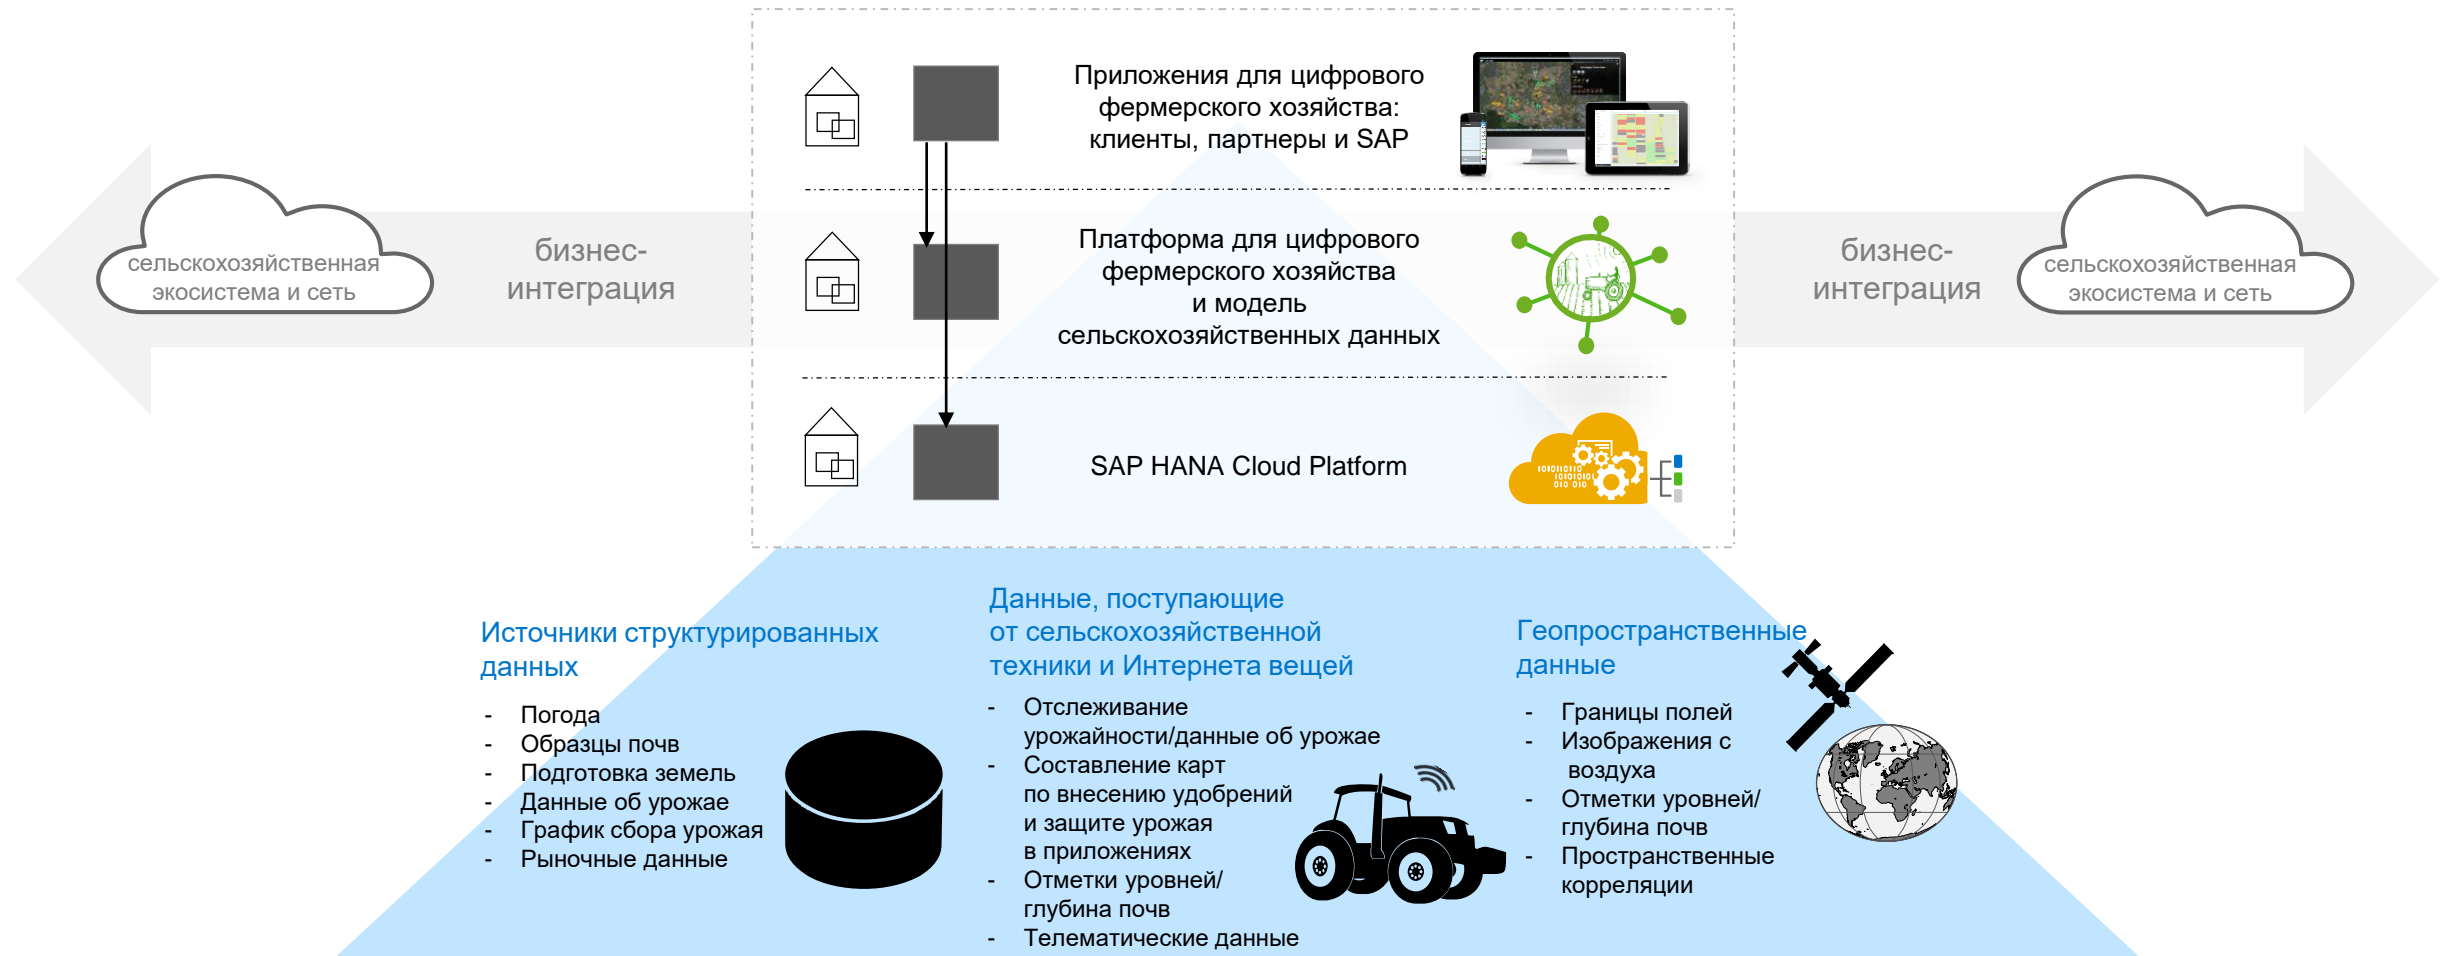 Приложения для цифрового
фермерского хозяйства:
клиенты, партнеры и SAP
сельскохозяйственная
экосистема и сеть
бизнес-
интеграция
Платформа для цифрового
фермерского хозяйства
и модель
сельскохозяйственных данных
бизнес-
интеграция
сельскохозяйственная
экосистема и сеть
SAP HANA Cloud Platform
Источники структурированных
данных
- Погода
- Образцы почв
- Подготовка земель
- Данные об урожае
- График сбора урожая
- Рыночные данные
Данные, поступающие
от сельскохозяйственной
техники и Интернета вещей
- Отслеживание
урожайности/данные об урожае
- Составление карт
по внесению удобрений
и защите урожая
в приложениях
- Отметки уровней/
глубина почв
- Телематические данные
Геопространственные
данные
- Границы полей
- Изображения с
воздуха
- Отметки уровней/
глубина почв
- Пространственные
корреляции